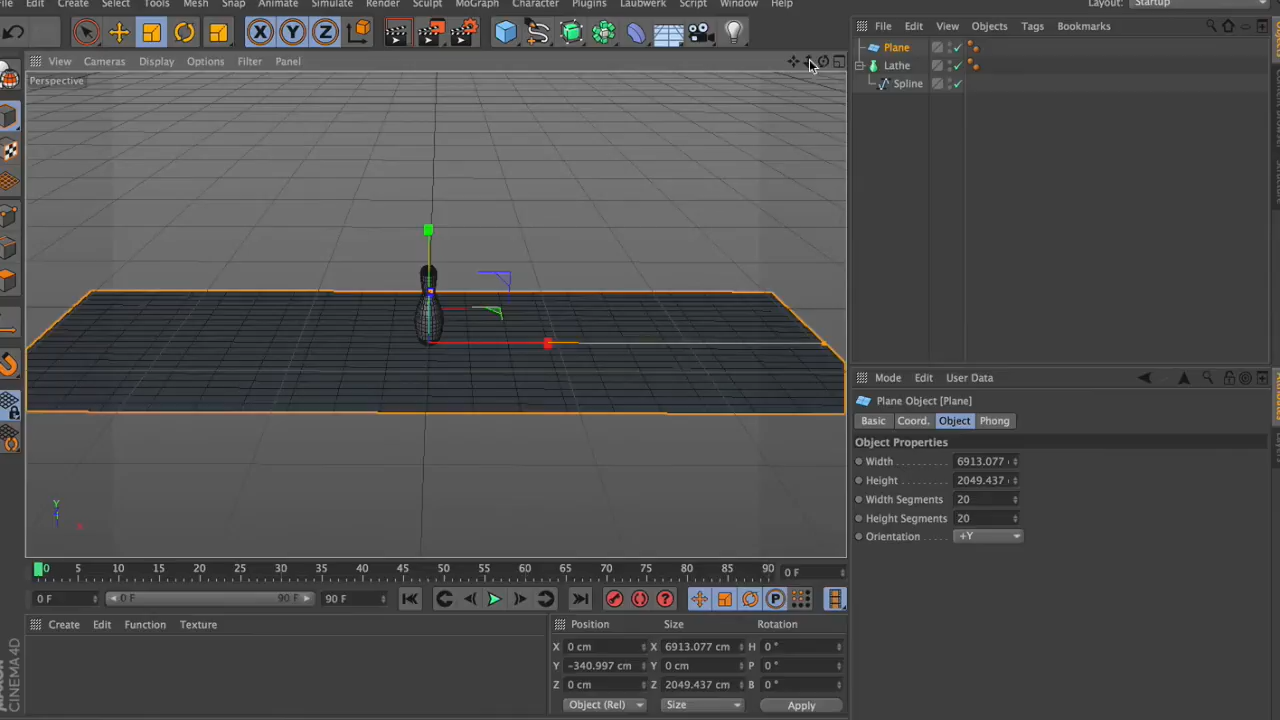 Edit Create Select Tools Mesh Snap Animate Simulate Render Sculpt MoGraph Character Plugins Laubwerk Script Window Help
Layout: Startup
X Y Z
View Cameras Display Options Filter Panel
Perspective
Y
File Edit View Objects Tags Bookmarks
Plane
Lathe
Spline
Mode Edit User Data
Plane Object [Plane]
Basic Coord. Object Phong
Object Properties
Width 6913.077
Height 2049.437
Width Segments 20
Height Segments 20
Orientation +Y
0 5 10 15 20 25 30 35 40 45 50 55 60 65 70 75 80 85 90 0 F
0 F 0 F 90 F 90 F P
Create Edit Function Texture
Position Size Rotation
X 0 cm X 6913.077 cm H 0 °
Y -340.997 cm Y 0 cm P 0 °
Z 0 cm Z 2049.437 cm B 0 °
Object (Rel) Size Apply
CINEMA 4D